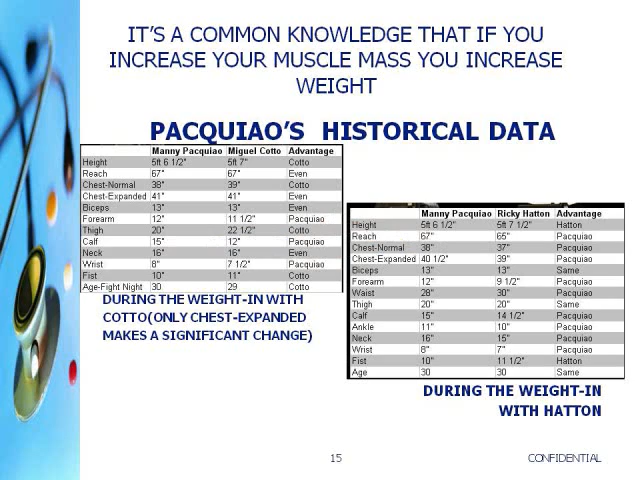 IT'S A COMMON KNOWLEDGE THAT IF YOU
INCREASE YOUR MUSCLE MASS YOU INCREASE
WEIGHT
PACQUIAO'S HISTORICAL DATA
Manny Pacquiao Miguel Cotto Advantage
Height 5ft 6 1/2" 5ft 7" Cotto
Reach 67" 67" Even
Chest-Normal 38" 39" Cotto
Chest-Expanded 41" 41" Even
Biceps 13" 13" Even
Forearm 12" 11 1/2" Pacquiao
Thigh 20" 22 1/2" Cotto
Calf 15" 12" Pacquiao
Neck 16" 16" Even
Wrist 8" 7 1/2" Pacquiao
Fist 10" 11" Cotto
Age-Fight Night 30 29 Cotto
DURING THE WEIGHT-IN WITH
COTTO(ONLY CHEST-EXPANDED
MAKES A SIGNIFICANT CHANGE)
Manny Pacquiao Ricky Hatton Advantage
Height 5ft 6 1/2" 5ft 7 1/2" Hatton
Reach 67" 65" Pacquiao
Chest-Normal 38" 37" Pacquiao
Chest-Expanded 40 1/2" 39" Pacquiao
Biceps 13" 13" Same
Forearm 12" 9 1/2" Pacquiao
Waist 28" 30" Pacquiao
Thigh 20" 20" Same
Calf 15" 14 1/2" Pacquiao
Ankle 11" 10" Pacquiao
Neck 16" 15" Pacquiao
Wrist 8" 7" Pacquiao
Fist 10" 11 1/2" Hatton
Age 30 30 Same
DURING THE WEIGHT-IN
WITH HATTON
15 CONFIDENTIAL